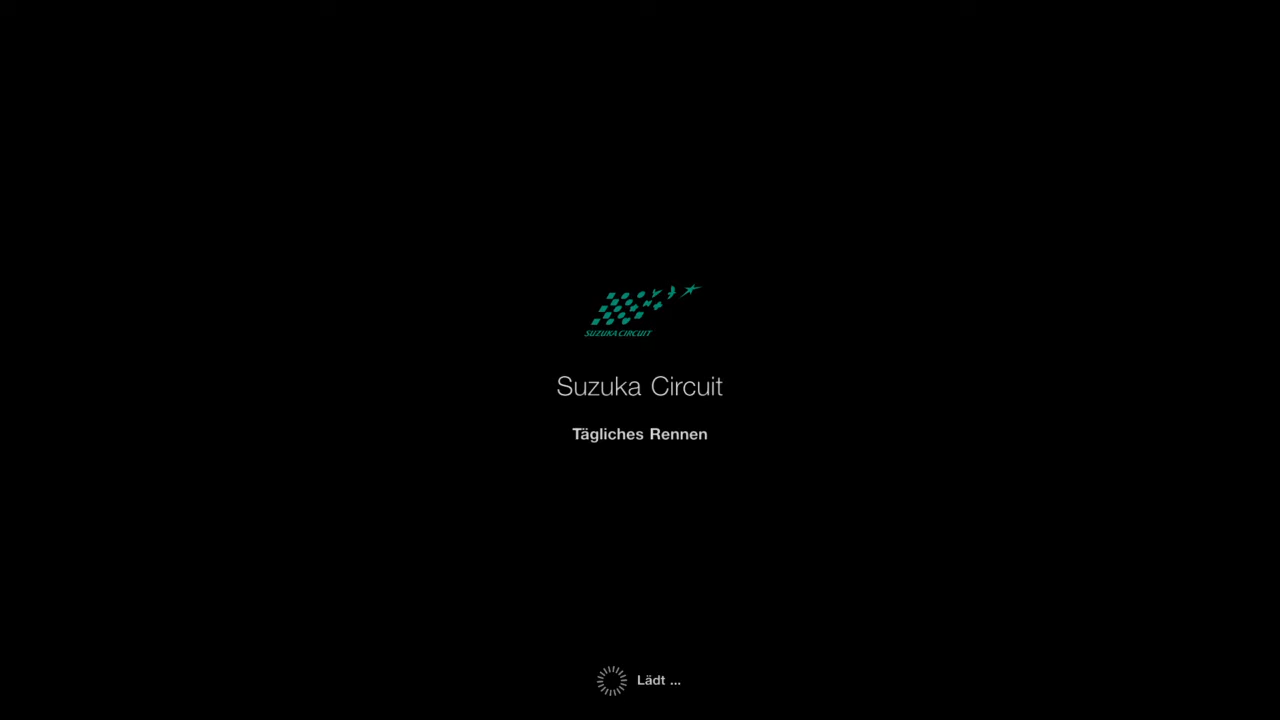 SUZUKA CIRCUIT
Suzuka Circuit
Tägliches Rennen
Lädt ...